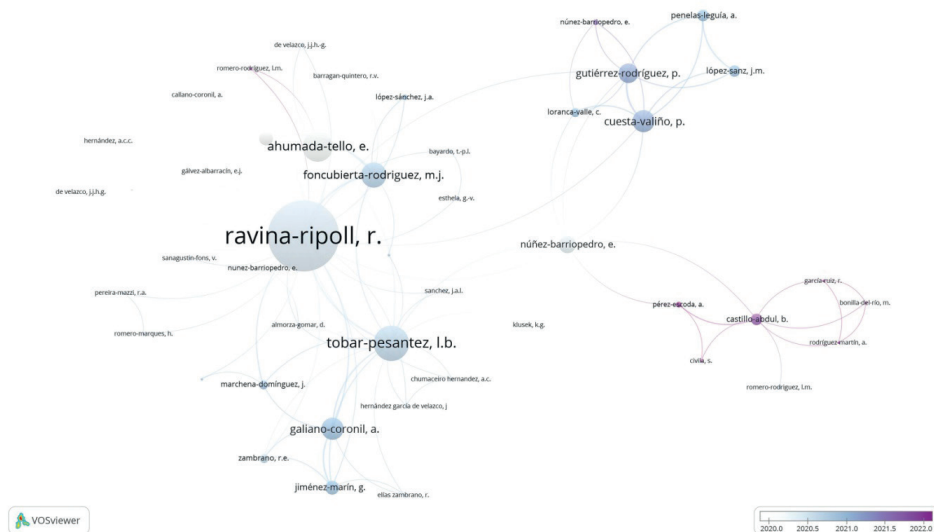 penelas-leguía, a.
núnez-barriopedro, e.
de velazco, j.j.h.-g.
romero-rodríguez, l.m.
barragan-quintero, r.v.
gutiérrez-rodríguez, p.
lópez-sanz, j.m.
callano-coronil, a.
lópez-sánchez, j.a.
loranca-valle, c.
cuesta-valiño, p.
hernández, a.c.c.
ahumada-tello, e.
bayardo, t.-p.l.
gálvez-albarracín, e.j.
foncubierta-rodriguez, m.j.
de velazco, j.j.h.g.
esthela, g.-v.
ravina-ripoll, r.
núñez-barriopedro, e.
sanagustin-fons, v.
nunez-barriopedro, e.
garcía-ruiz, r.
pereira-mazzi, r.a.
sanchez, j.a.l.
pérez-escoda, a.
bonilla-del-río, m.
castillo-abdul, b.
romero-marques, h.
almorza-gomar, d.
klusek, k.g.
tobar-pesantez, l.b.
rodríguez-martín, a.
civila, s.
marchena-domínguez, j.
chumaceiro hernandez, a.c.
romero-rodriguez, l.m.
hernández garcía de velazco, j
galiano-coronil, a.
zambrano, r.e.
jiménez-marín, g.
elías zambrano, r.
VOSviewer
2020.0 2020.5 2021.0 2021.5 2022.0